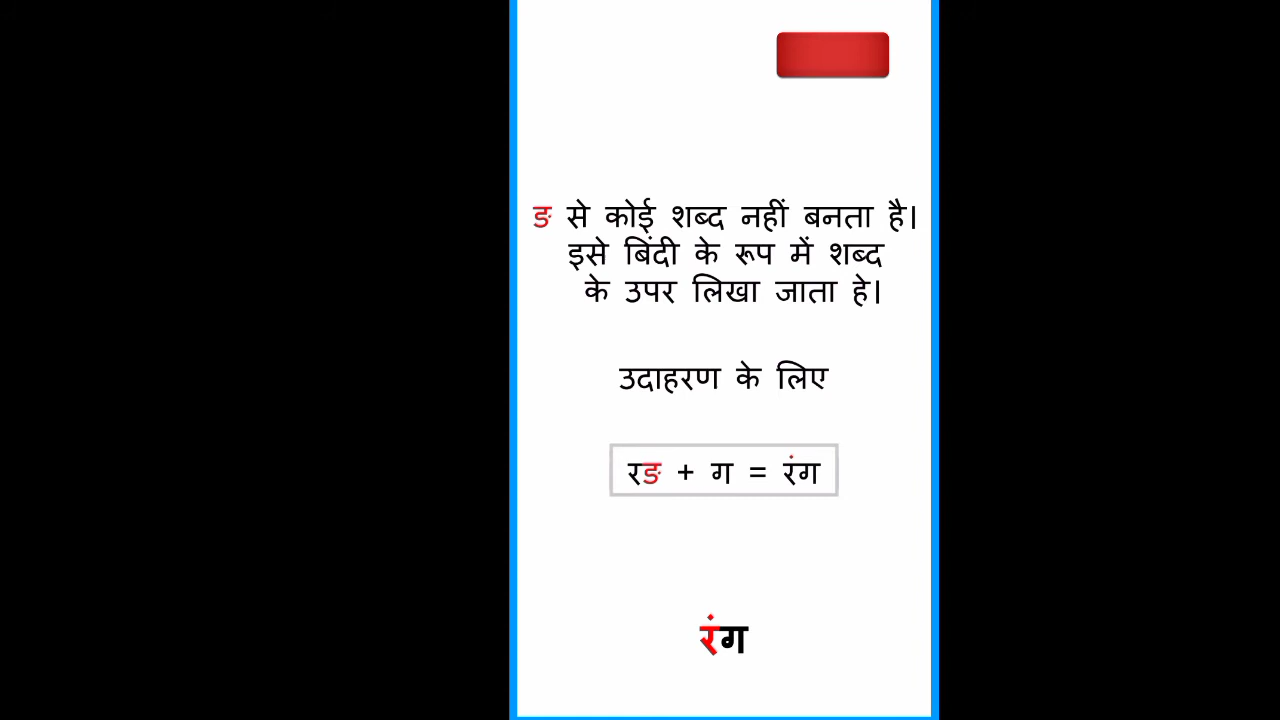 ङ से कोई शब्द नहीं बनता है।
इसे बिंदी के रूप में शब्द
के उपर लिखा जाता हे।
उदाहरण के लिए
रङ + ग = रंग
रंग